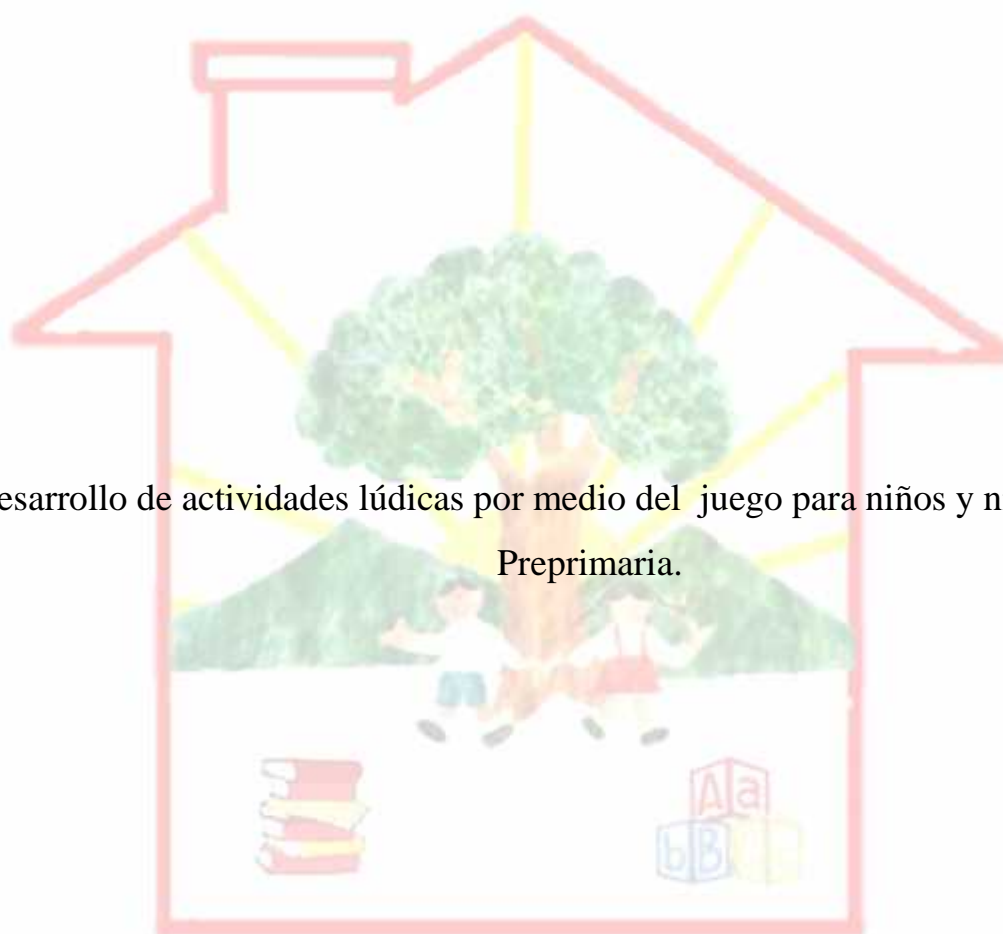 esarrollo de actividades lúdicas por medio del juego para niños y n
Preprimaria.
Aa
bB